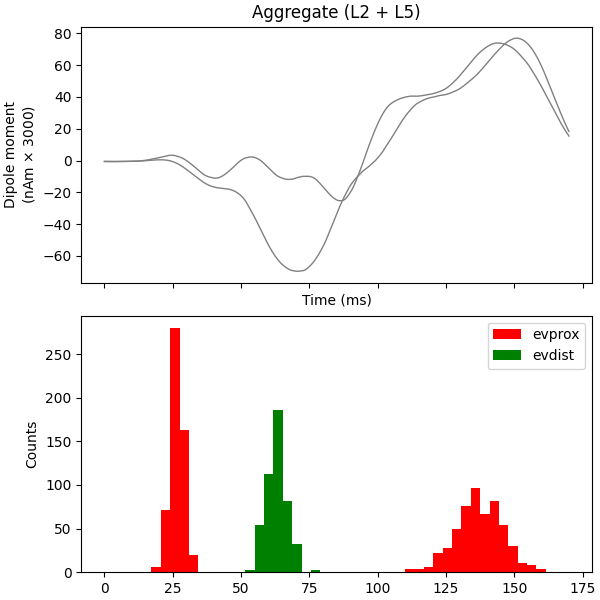 Aggregate (L2 + L5)
Dipole moment
(nAm × 3000)
80
60
40
20
0
−20
−40
−60
Time (ms)
Counts
250
200
150
100
50
0
evprox
evdist
0 25 50 75 100 125 150 175